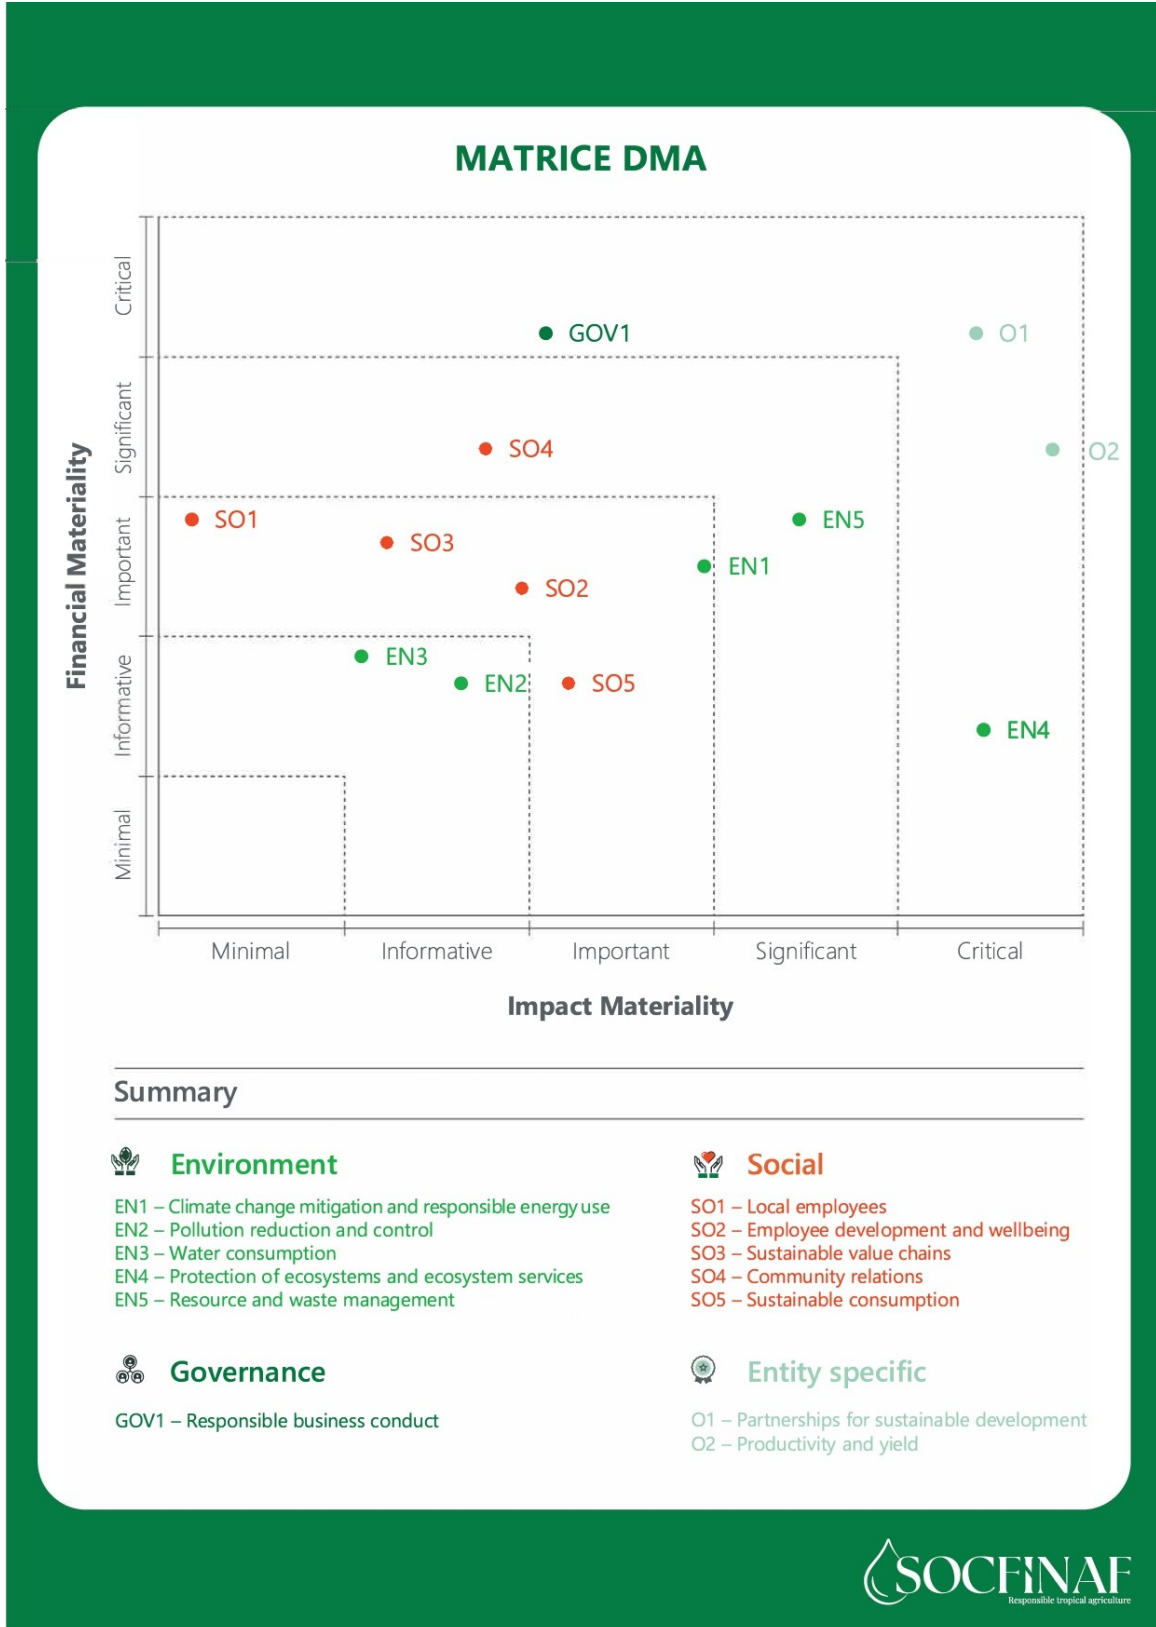 MATRICE DMA
Financial Materiality
Critical
Significant
Important
Informative
Minimal
GOV1
O1
SO4
O2
SO1
EN5
SO3
EN1
SO2
EN3
EN2
SO5
EN4
Minimal
Informative
Important
Significant
Critical
Impact Materiality
Summary
Environment
EN1 – Climate change mitigation and responsible energy use
EN2 – Pollution reduction and control
EN3 – Water consumption
EN4 – Protection of ecosystems and ecosystem services
EN5 – Resource and waste management
Social
SO1 – Local employees
SO2 – Employee development and wellbeing
SO3 – Sustainable value chains
SO4 – Community relations
SO5 – Sustainable consumption
Governance
GOV1 – Responsible business conduct
Entity specific
O1 – Partnerships for sustainable development
O2 – Productivity and yield
SOCFINAF
Responsible tropical agriculture